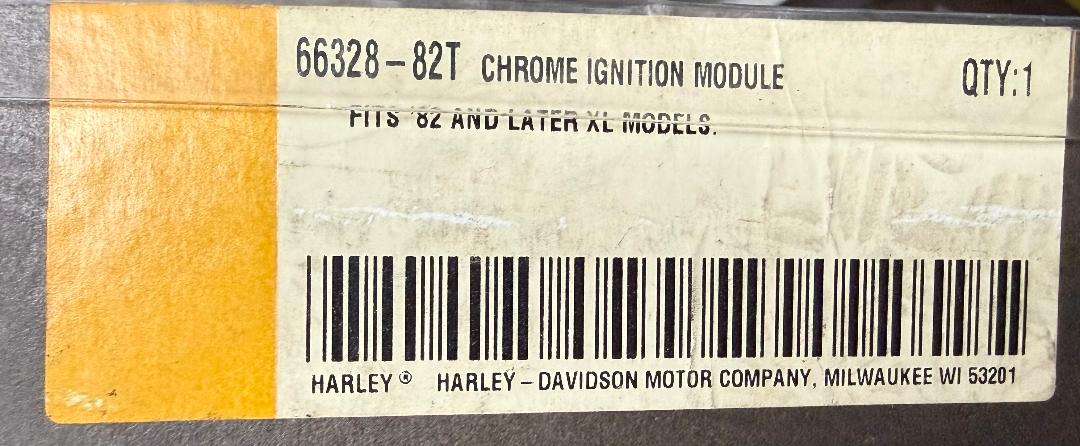 66328-82T CHROME IGNITION MODULE QTY:1
FITS '82 AND LATER XL MODELS.
HARLEY® HARLEY-DAVIDSON MOTOR COMPANY, MILWAUKEE WI 53201